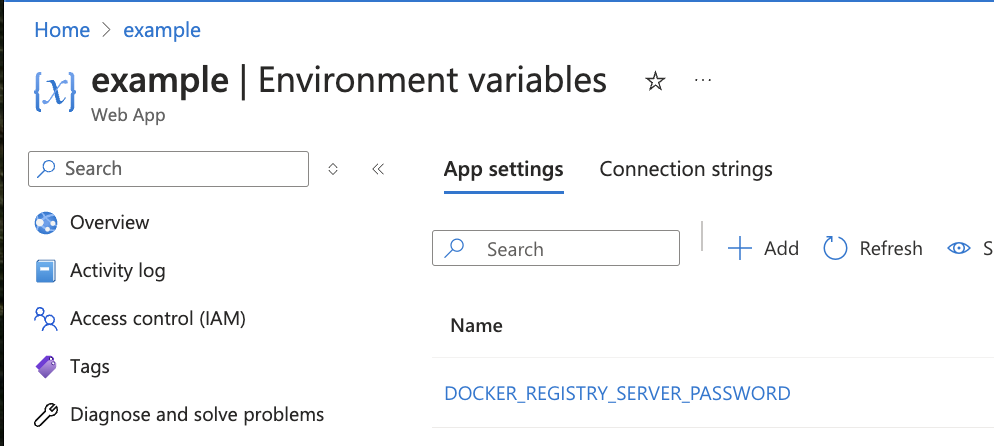 Home > example
example | Environment variables
Web App
Search
Overview
Activity log
Access control (IAM)
Tags
Diagnose and solve problems
App settings Connection strings
Search Add Refresh S
Name
DOCKER_REGISTRY_SERVER_PASSWORD